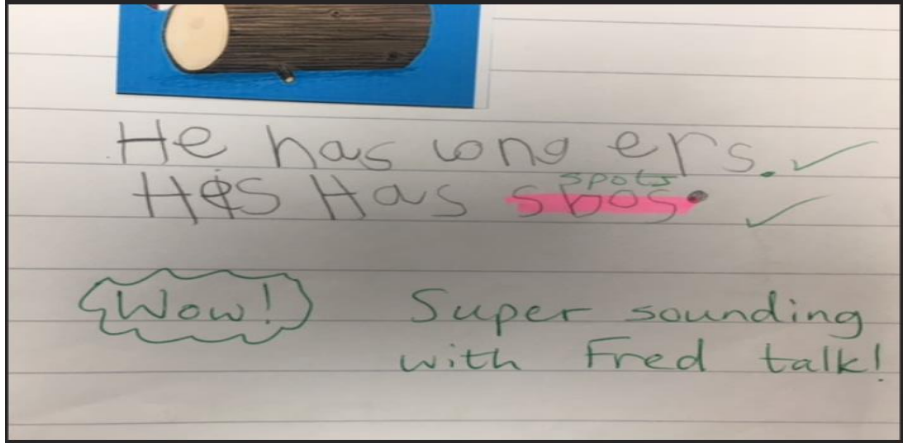 He has long ers.
spots
Hes Has sbos.
Wow! Super sounding
with Fred talk!